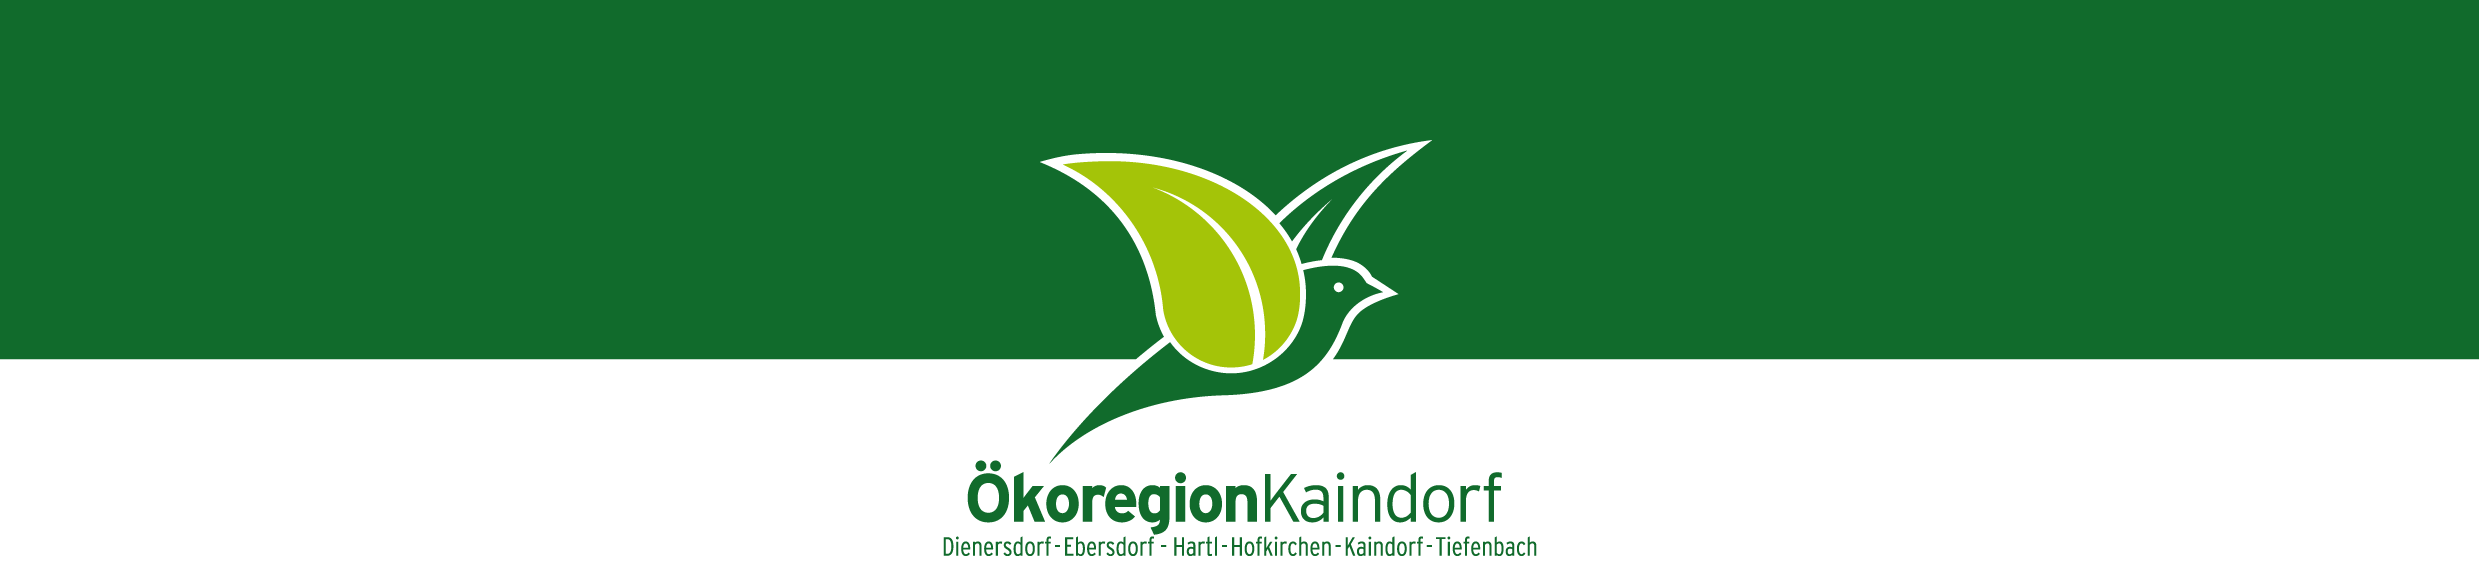 ÖkoregionKaindorf
Dienersdorf-Ebersdorf - Hartl-Hofkirchen-Kaindorf-Tiefenbach